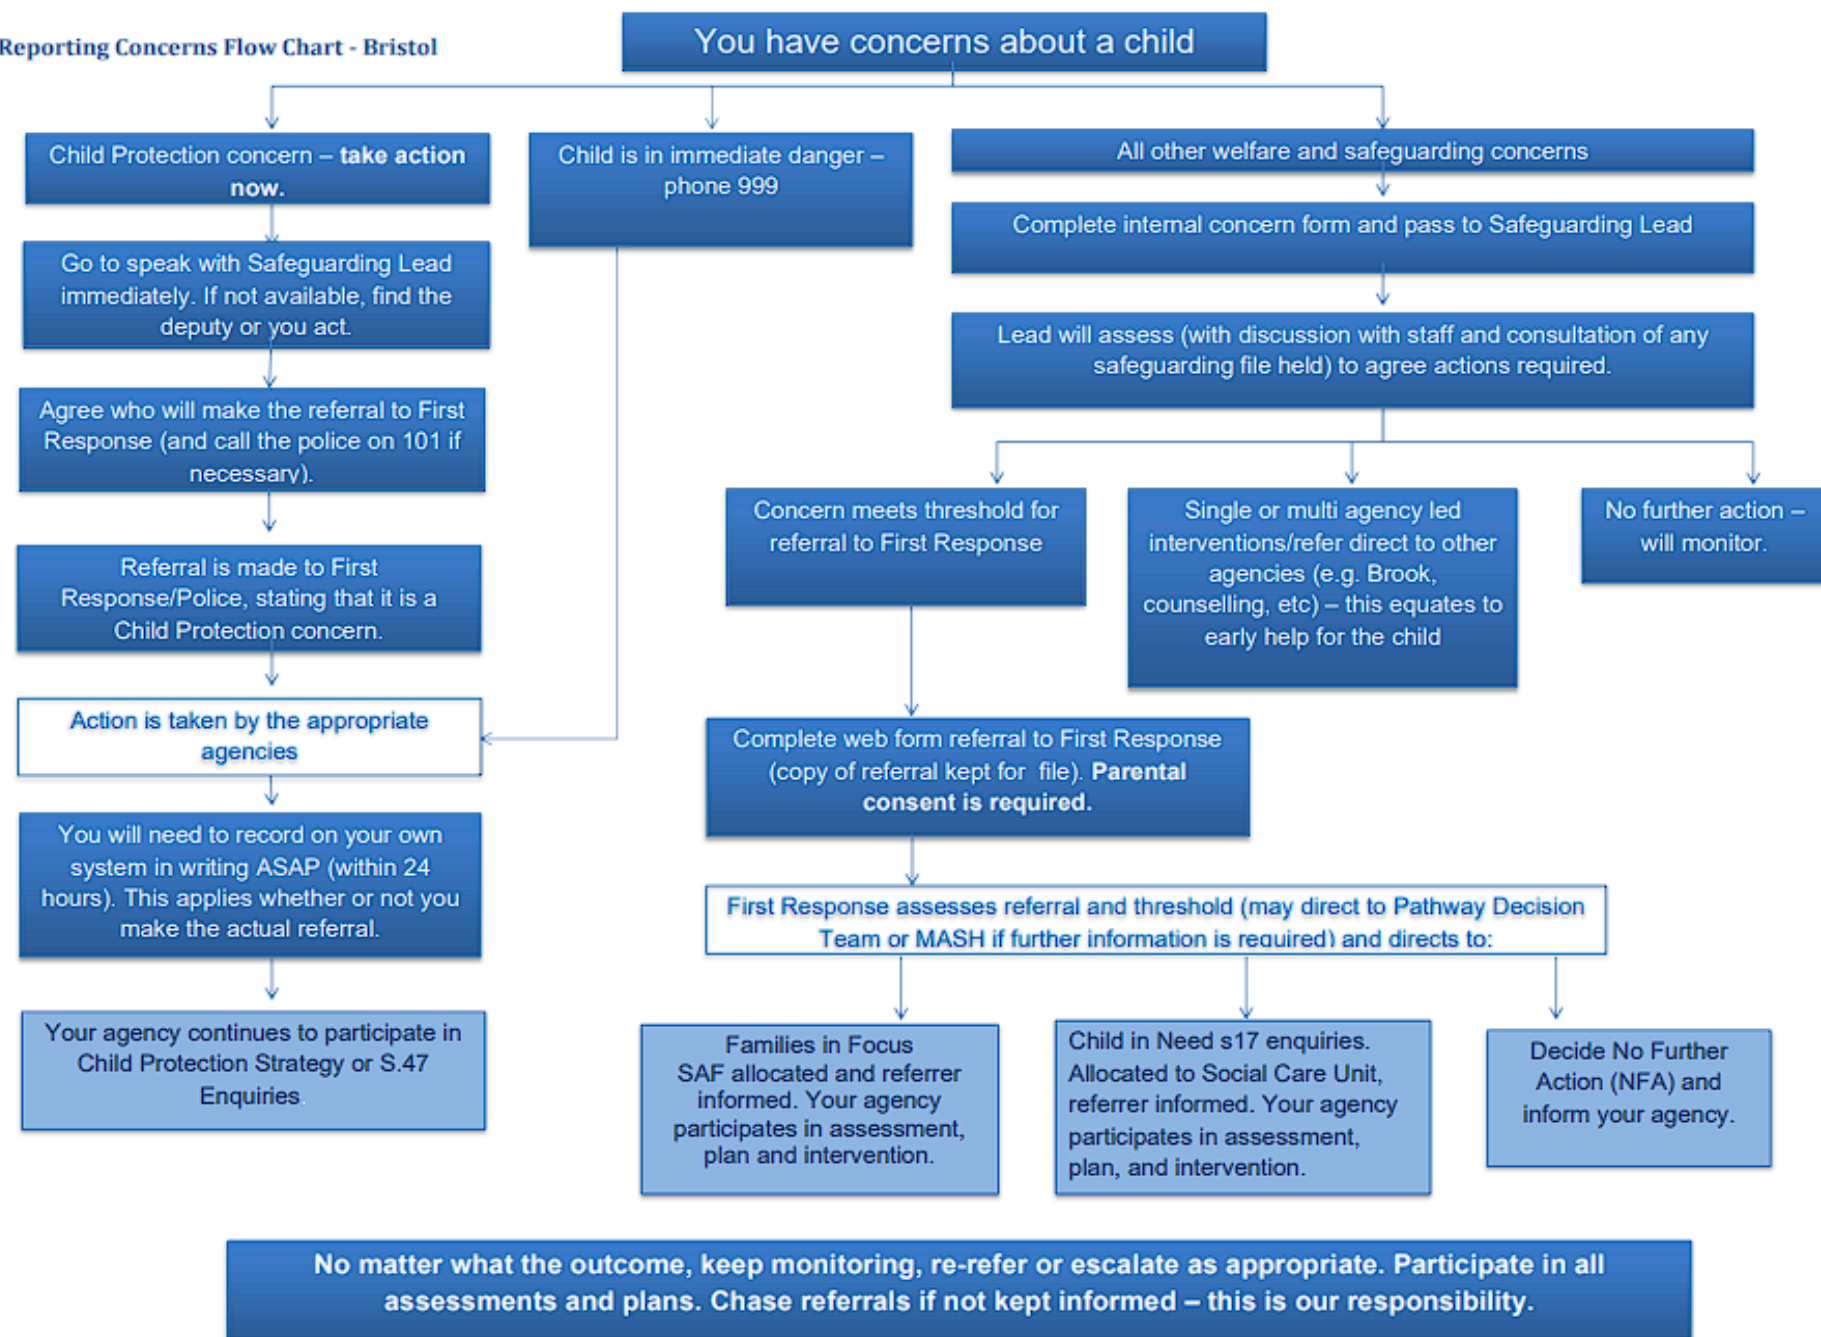 Reporting Concerns Flow Chart - Bristol
You have concerns about a child
Child Protection concern – take action
now.
Go to speak with Safeguarding Lead
immediately. If not available, find the
deputy or you act.
Agree who will make the referral to First
Response (and call the police on 101 if
necessary).
Referral is made to First
Response/Police, stating that it is a
Child Protection concern.
Action is taken by the appropriate
agencies
You will need to record on your own
system in writing ASAP (within 24
hours). This applies whether or not you
make the actual referral.
Your agency continues to participate in
Child Protection Strategy or S.47
Enquiries.
Child is in immediate danger –
phone 999
All other welfare and safeguarding concerns
Complete internal concern form and pass to Safeguarding Lead
Lead will assess (with discussion with staff and consultation of any
safeguarding file held) to agree actions required.
Concern meets threshold for
referral to First Response
Single or multi agency led
interventions/refer direct to other
agencies (e.g. Brook,
counselling, etc) – this equates to
early help for the child
No further action –
will monitor.
Complete web form referral to First Response
(copy of referral kept for file). Parental
consent is required.
First Response assesses referral and threshold (may direct to Pathway Decision
Team or MASH if further information is required) and directs to:
Families in Focus
SAF allocated and referrer
informed. Your agency
participates in assessment,
plan and intervention.
Child in Need s17 enquiries.
Allocated to Social Care Unit,
referrer informed. Your agency
participates in assessment,
plan, and intervention.
Decide No Further
Action (NFA) and
inform your agency.
No matter what the outcome, keep monitoring, re-refer or escalate as appropriate. Participate in all
assessments and plans. Chase referrals if not kept informed – this is our responsibility.